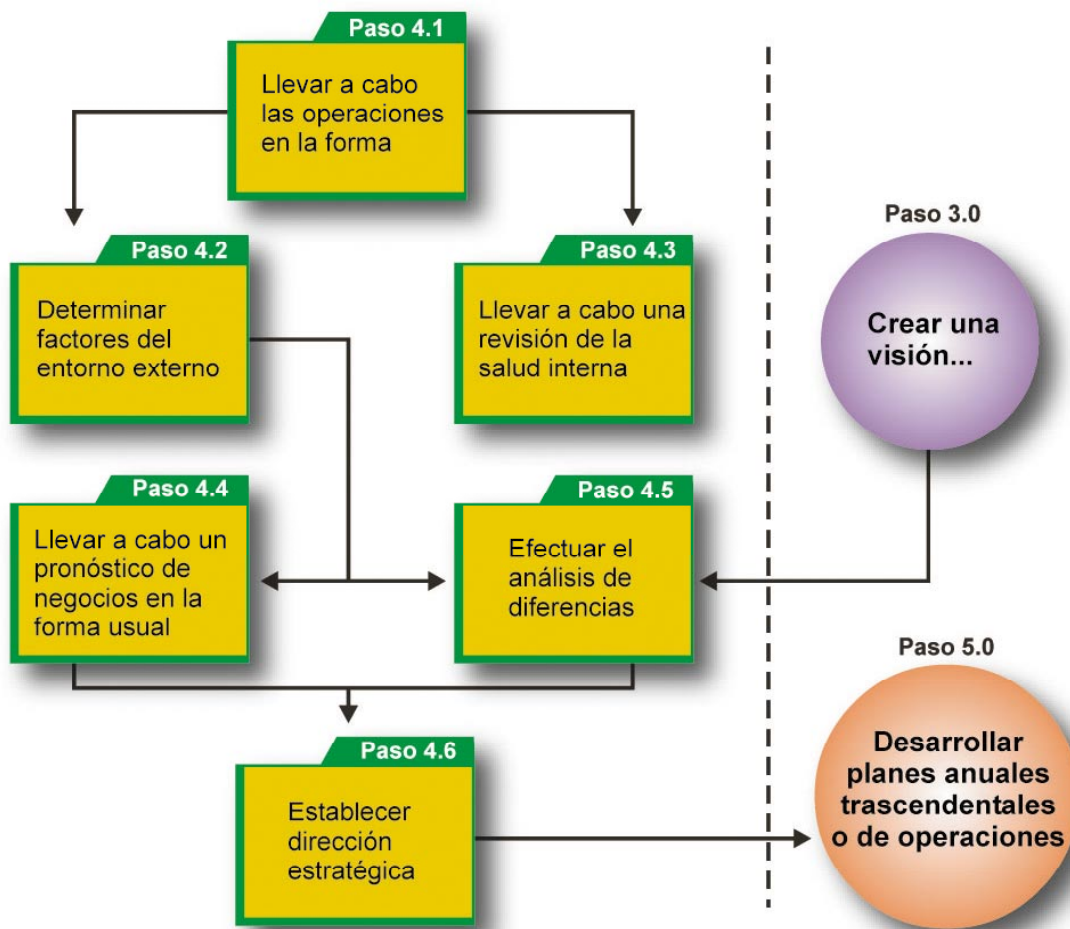 Paso 4.1
Llevar a cabo
las operaciones
en la forma
Paso 4.2
Determinar
factores del
entorno externo
Paso 4.3
Llevar a cabo una
revisión de la
salud interna
Paso 3.0
Crear una
visión...
Paso 4.4
Llevar a cabo un
pronóstico de
negocios en la
forma usual
Paso 4.5
Efectuar el
análisis de
diferencias
Paso 4.6
Establecer
dirección
estratégica
Paso 5.0
Desarrollar
planes anuales
trascendentales
o de operaciones